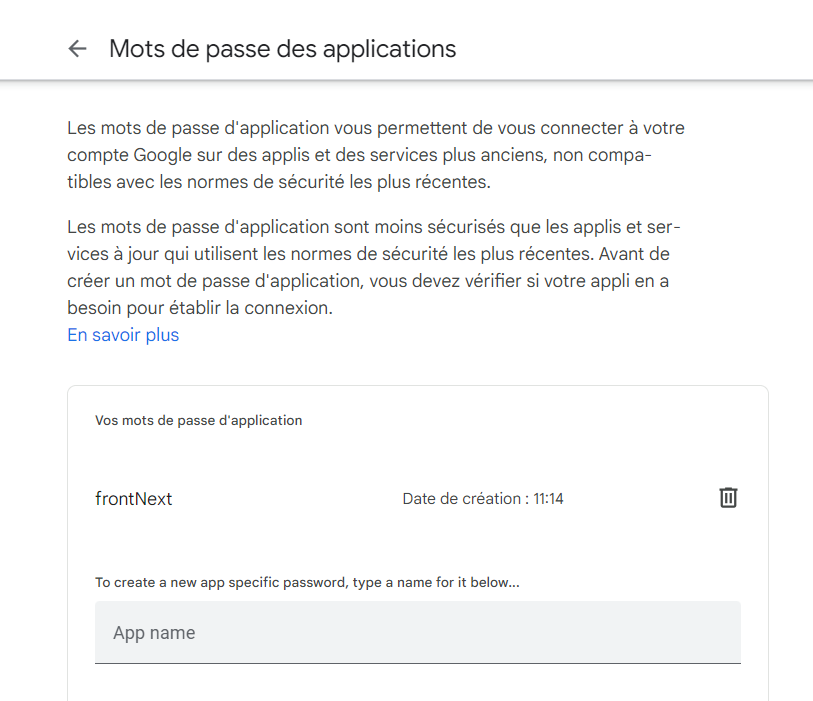 Mots de passe des applications
Les mots de passe d'application vous permettent de vous connecter à votre
compte Google sur des applis et des services plus anciens, non compa-
tibles avec les normes de sécurité les plus récentes.
Les mots de passe d'application sont moins sécurisés que les applis et ser-
vices à jour qui utilisent les normes de sécurité les plus récentes. Avant de
créer un mot de passe d'application, vous devez vérifier si votre appli en a
besoin pour établir la connexion.
En savoir plus
Vos mots de passe d'application
frontNext Date de création : 11:14
To create a new app specific password, type a name for it below...
App name